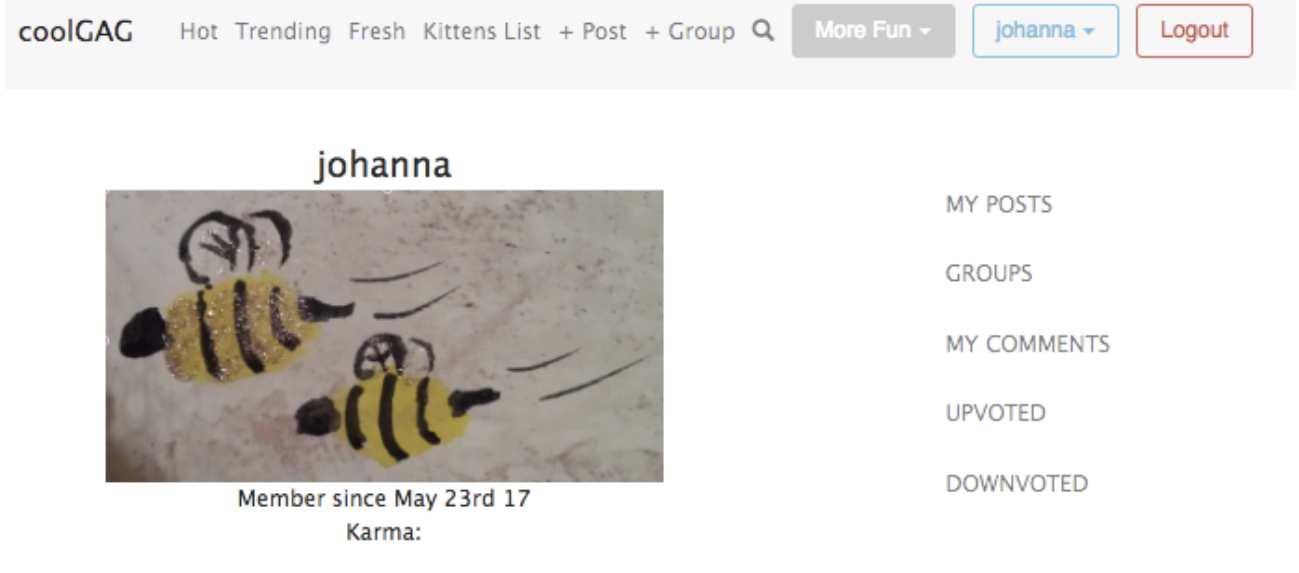 coolGAG Hot Trending Fresh Kittens List + Post + Group More Fun johanna Logout
johanna
MY POSTS
GROUPS
MY COMMENTS
UPVOTED
DOWNVOTED
Member since May 23rd 17
Karma: